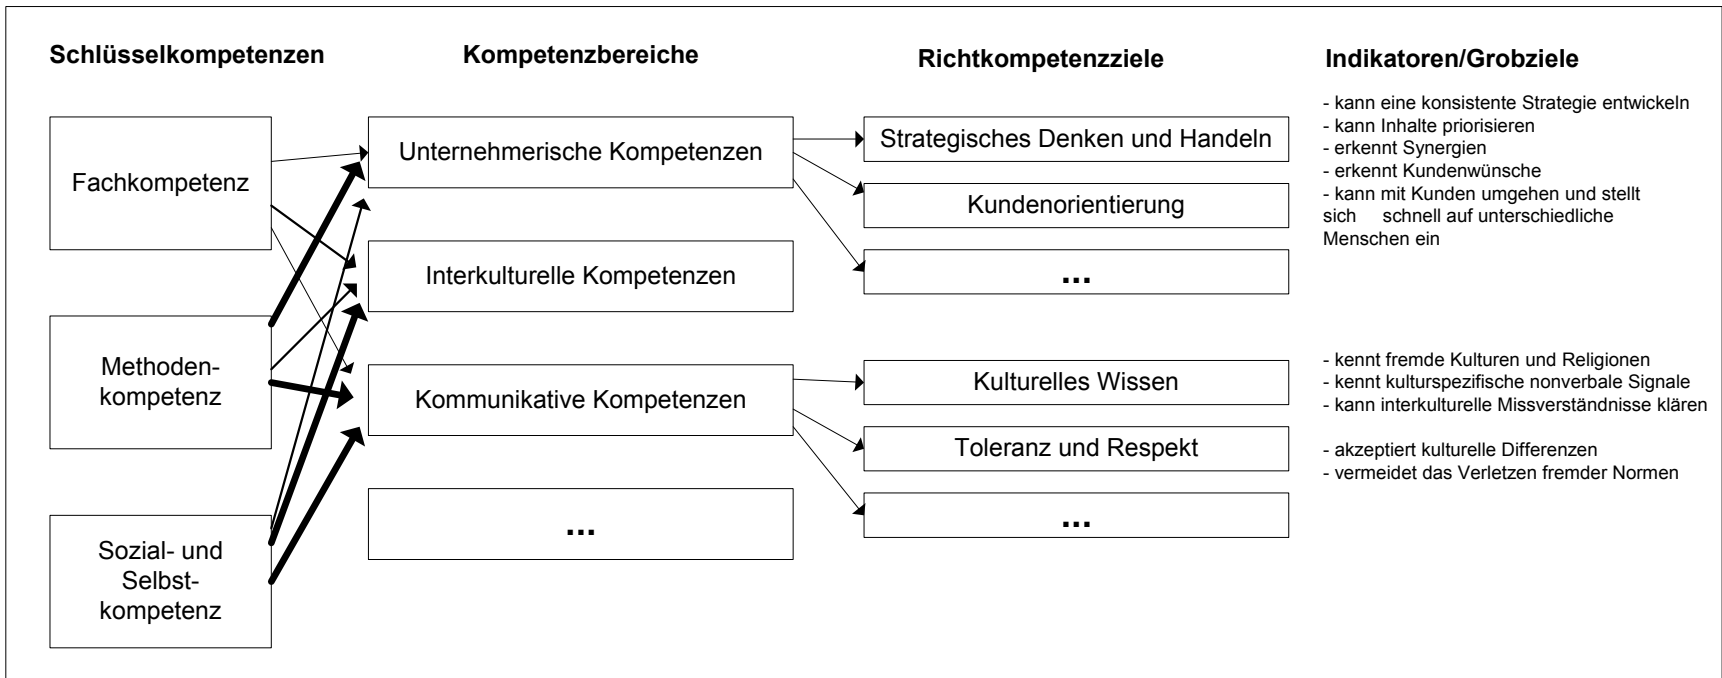 Schlüsselkompetenzen
Kompetenzbereiche
Richtkompetenzziele
Indikatoren/Grobziele
Fachkompetenz
Methoden-
kompetenz
Sozial- und
Selbst-
kompetenz
Unternehmerische Kompetenzen
Interkulturelle Kompetenzen
Kommunikative Kompetenzen
...
Strategisches Denken und Handeln
Kundenorientierung
...
Kulturelles Wissen
Toleranz und Respekt
...
- kann eine konsistente Strategie entwickeln
- kann Inhalte priorisieren
- erkennt Synergien
- erkennt Kundenwünsche
- kann mit Kunden umgehen und stellt
sich schnell auf unterschiedliche
Menschen ein
- kennt fremde Kulturen und Religionen
- kennt kulturspezifische nonverbale Signale
- kann interkulturelle Missverständnisse klären
- akzeptiert kulturelle Differenzen
- vermeidet das Verletzen fremder Normen